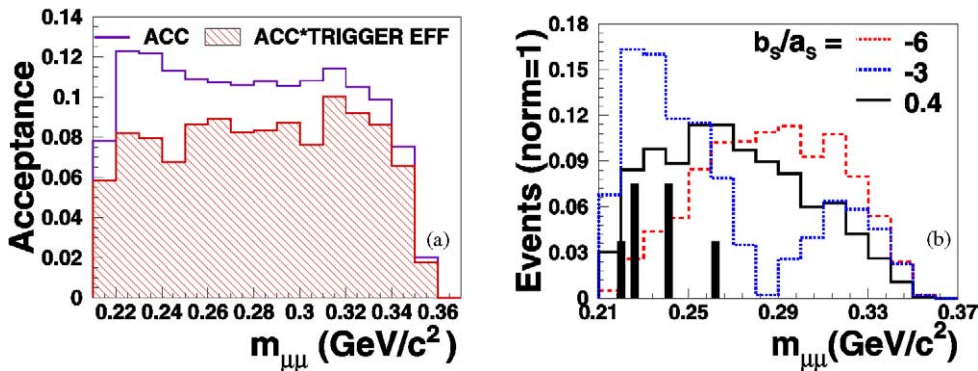 0.14
0.12
0.1
0.08
0.06
0.04
0.02
0
Acceptance
ACC
ACC*TRIGGER EFF
(a)
0.22 0.24 0.26 0.28 0.3 0.32 0.34 0.36
mμμ (GeV/c²)
0.18
0.15
0.12
0.09
0.06
0.03
0
Events (norm=1)
bs/as =
-6
-3
0.4
(b)
0.21 0.25 0.29 0.33 0.37
mμμ (GeV/c²)